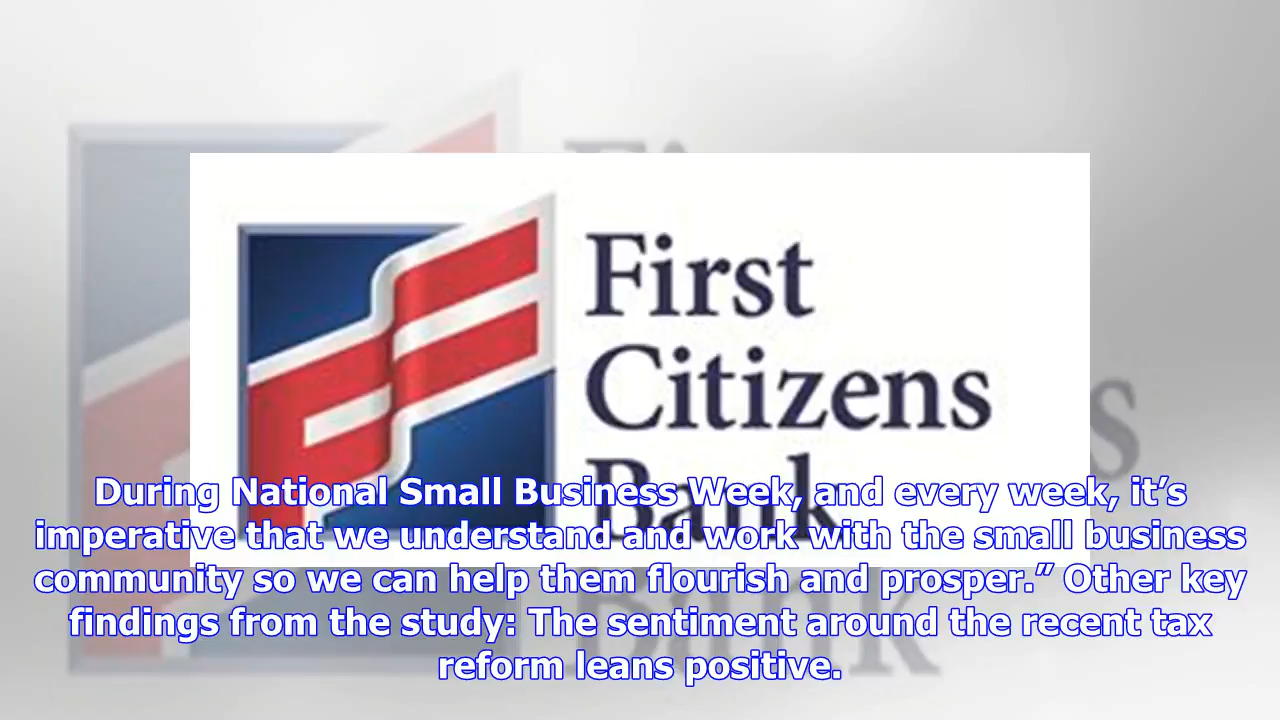 First
Citizens
Bank
During National Small Business Week, and every week, it’s
imperative that we understand and work with the small business
community so we can help them flourish and prosper.” Other key
findings from the study: The sentiment around the recent tax
reform leans positive.